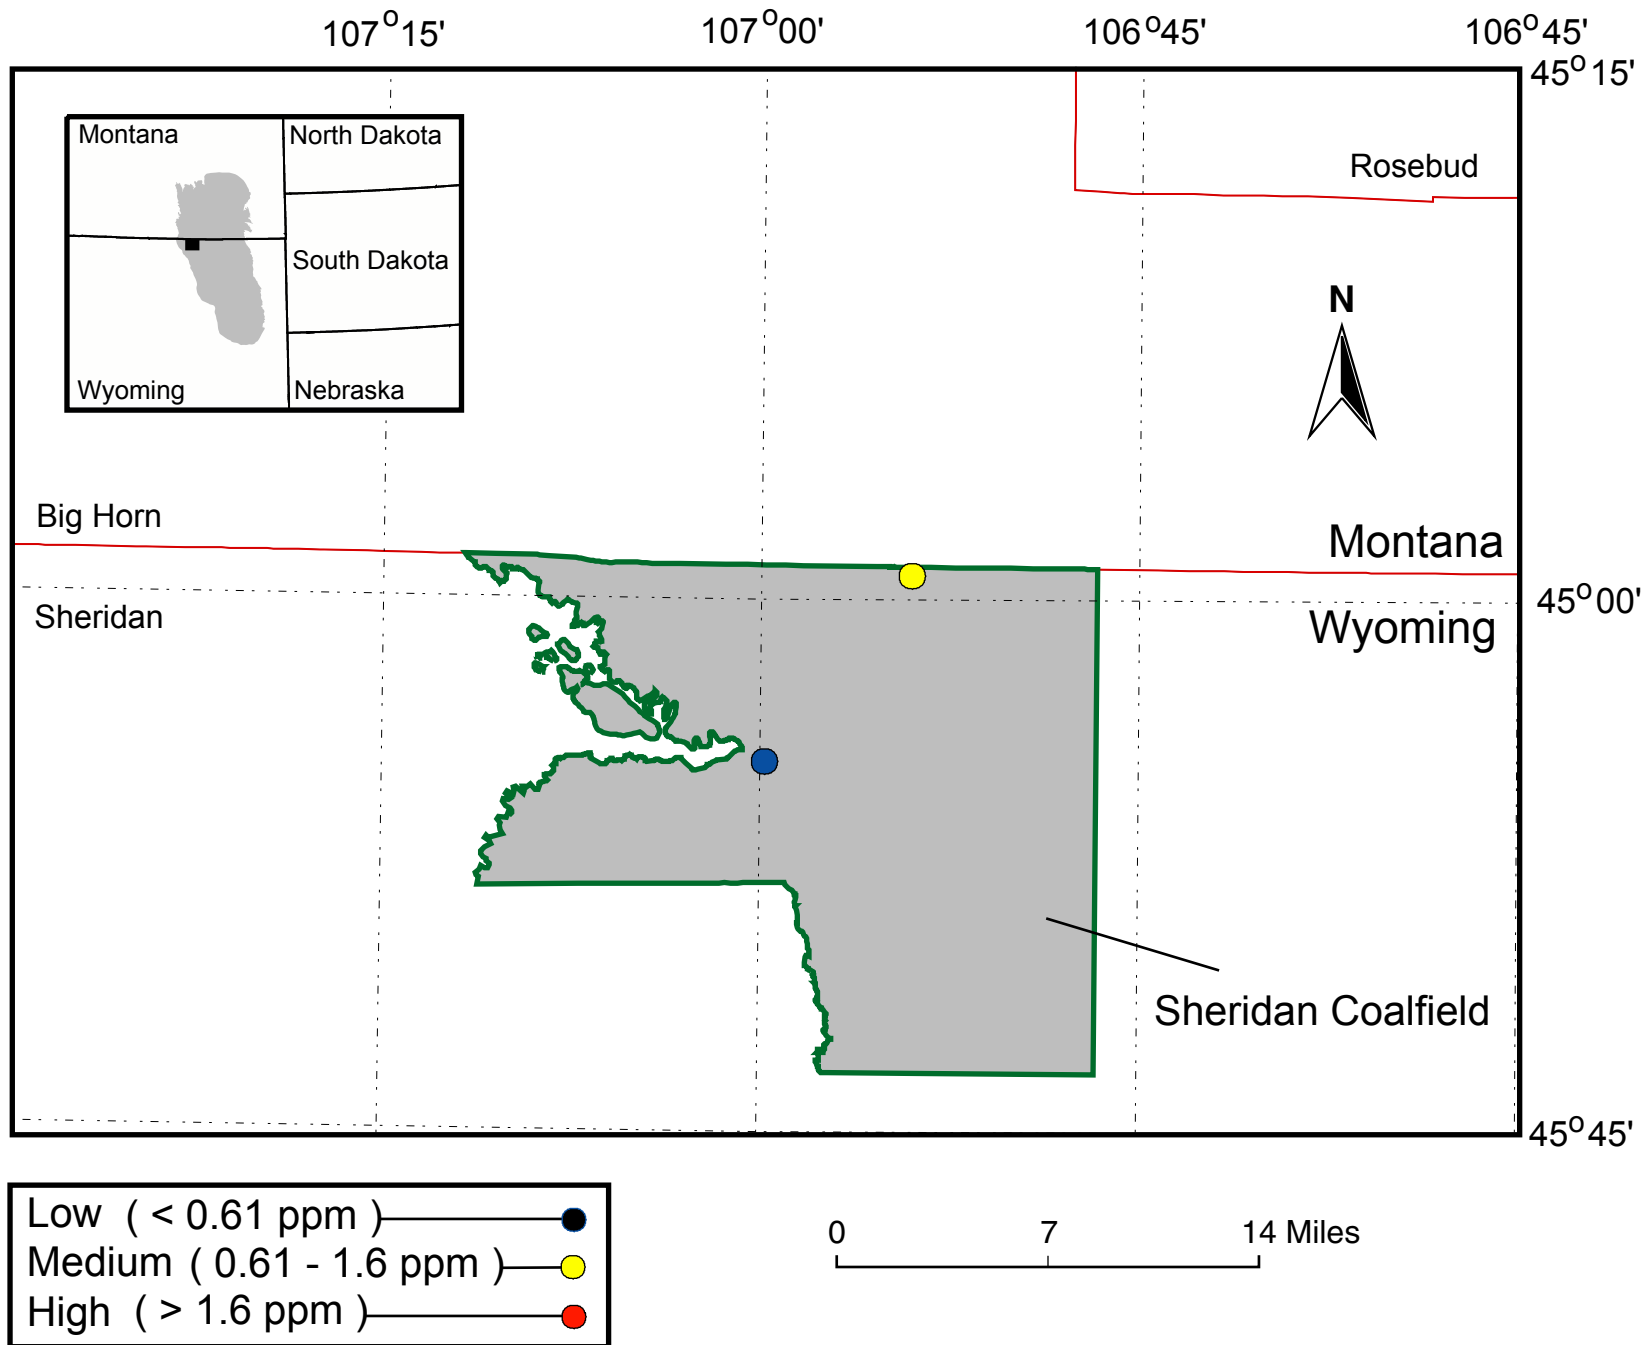 107°15' 107°00' 106°45' 106°45'
45°15'
Montana North Dakota
Rosebud
South Dakota
N
Wyoming Nebraska
Big Horn
Montana
45°00'
Sheridan
Wyoming
Sheridan Coalfield
45°45'
Low ( < 0.61 ppm )
Medium ( 0.61 - 1.6 ppm )
High ( > 1.6 ppm )
0 7 14 Miles